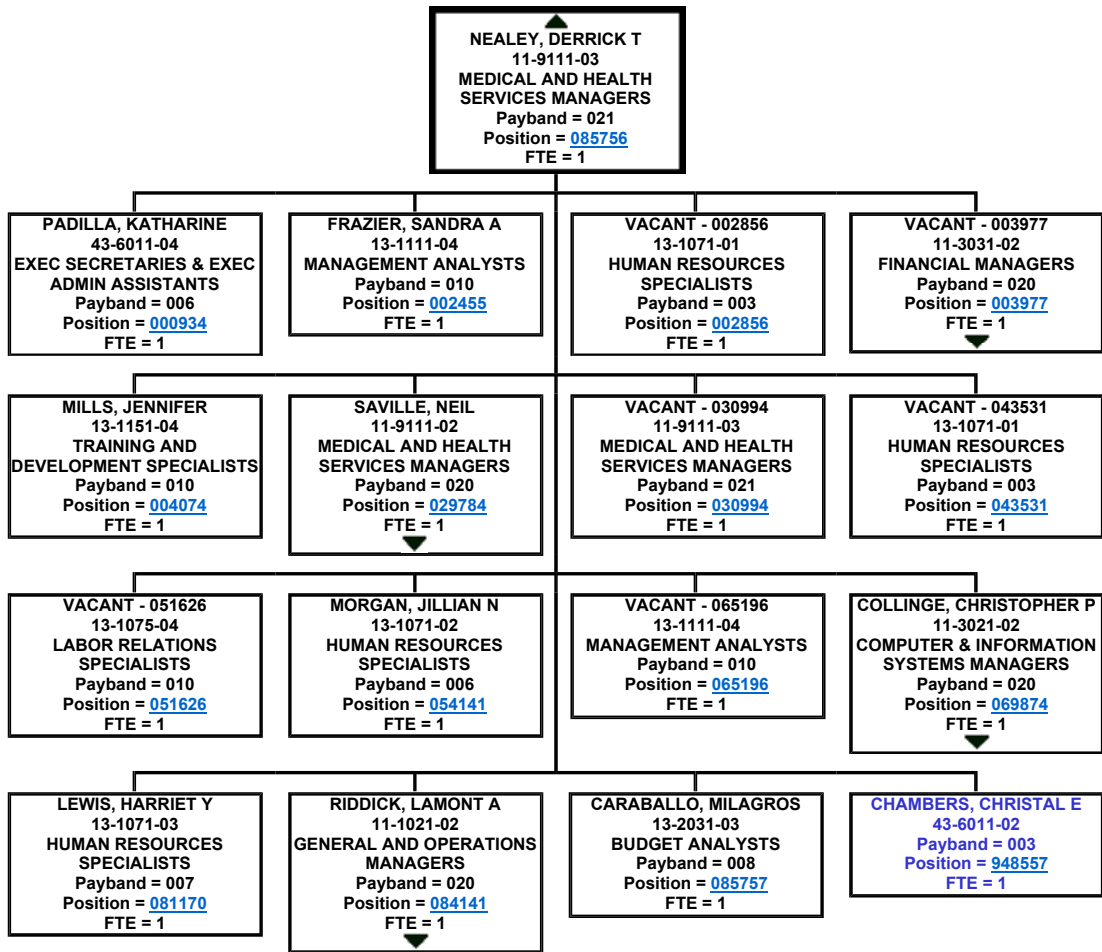 NEALEY, DERRICK T
11-9111-03
MEDICAL AND HEALTH
SERVICES MANAGERS
Payband = 021
Position = 085756
FTE = 1
PADILLA, KATHARINE
43-6011-04
EXEC SECRETARIES & EXEC
ADMIN ASSISTANTS
Payband = 006
Position = 000934
FTE = 1
FRAZIER, SANDRA A
13-1111-04
MANAGEMENT ANALYSTS
Payband = 010
Position = 002455
FTE = 1
VACANT - 002856
13-1071-01
HUMAN RESOURCES
SPECIALISTS
Payband = 003
Position = 002856
FTE = 1
VACANT - 003977
11-3031-02
FINANCIAL MANAGERS
Payband = 020
Position = 003977
FTE = 1
MILLS, JENNIFER
13-1151-04
TRAINING AND
DEVELOPMENT SPECIALISTS
Payband = 010
Position = 004074
FTE = 1
SAVILLE, NEIL
11-9111-02
MEDICAL AND HEALTH
SERVICES MANAGERS
Payband = 020
Position = 029784
FTE = 1
VACANT - 030994
11-9111-03
MEDICAL AND HEALTH
SERVICES MANAGERS
Payband = 021
Position = 030994
FTE = 1
VACANT - 043531
13-1071-01
HUMAN RESOURCES
SPECIALISTS
Payband = 003
Position = 043531
FTE = 1
VACANT - 051626
13-1075-04
LABOR RELATIONS
SPECIALISTS
Payband = 010
Position = 051626
FTE = 1
MORGAN, JILLIAN N
13-1071-02
HUMAN RESOURCES
SPECIALISTS
Payband = 006
Position = 054141
FTE = 1
VACANT - 065196
13-1111-04
MANAGEMENT ANALYSTS
Payband = 010
Position = 065196
FTE = 1
COLLINGE, CHRISTOPHER P
11-3021-02
COMPUTER & INFORMATION
SYSTEMS MANAGERS
Payband = 020
Position = 069874
FTE = 1
LEWIS, HARRIET Y
13-1071-03
HUMAN RESOURCES
SPECIALISTS
Payband = 007
Position = 081170
FTE = 1
RIDDICK, LAMONT A
11-1021-02
GENERAL AND OPERATIONS
MANAGERS
Payband = 020
Position = 084141
FTE = 1
CARABALLO, MILAGROS
13-2031-03
BUDGET ANALYSTS
Payband = 008
Position = 085757
FTE = 1
CHAMBERS, CHRISTAL E
43-6011-02
Payband = 003
Position = 948557
FTE = 1